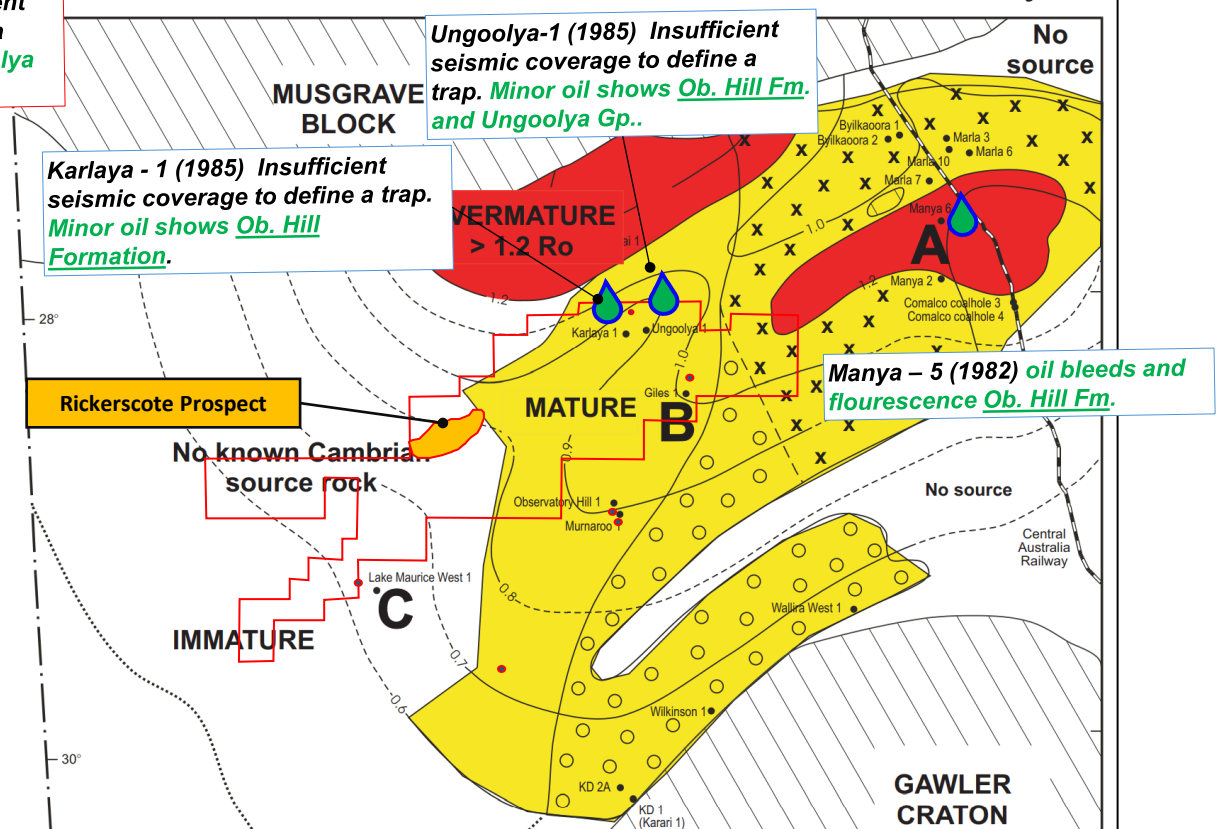 lya
Ungoolya-1 (1985) Insufficient
seismic coverage to define a
trap. Minor oil shows Ob. Hill Fm.
and Ungoolya Gp..
No
source
MUSGRAVE
BLOCK
Karlaya - 1 (1985) Insufficient
seismic coverage to define a trap.
Minor oil shows Ob. Hill
Formation.
VERMATURE
> 1.2 Ro
ai 1
Byilkaoora 1
Byilkaoora 2
Marla 3
Marla 6
Marla 10
Marla 7
Manya 6
A
Manya 2
Comalco coalhole 3
Comalco coalhole 4
1.0
1.2
1.2
28°
Karlaya 1
Ungoolya 1
1.0
Giles 1
B
MATURE
Manya – 5 (1982) oil bleeds and
flourescence Ob. Hill Fm.
Rickerscote Prospect
No known Cambrian
source rock
0.9
Observatory Hill 1
Murnaroo 1
No source
Central
Australia
Railway
Lake Maurice West 1
C
0.8
Wallira West 1
IMMATURE
0.7
0.6
Wilkinson 1
30°
KD 2A
KD 1
(Karari 1)
GAWLER
CRATON